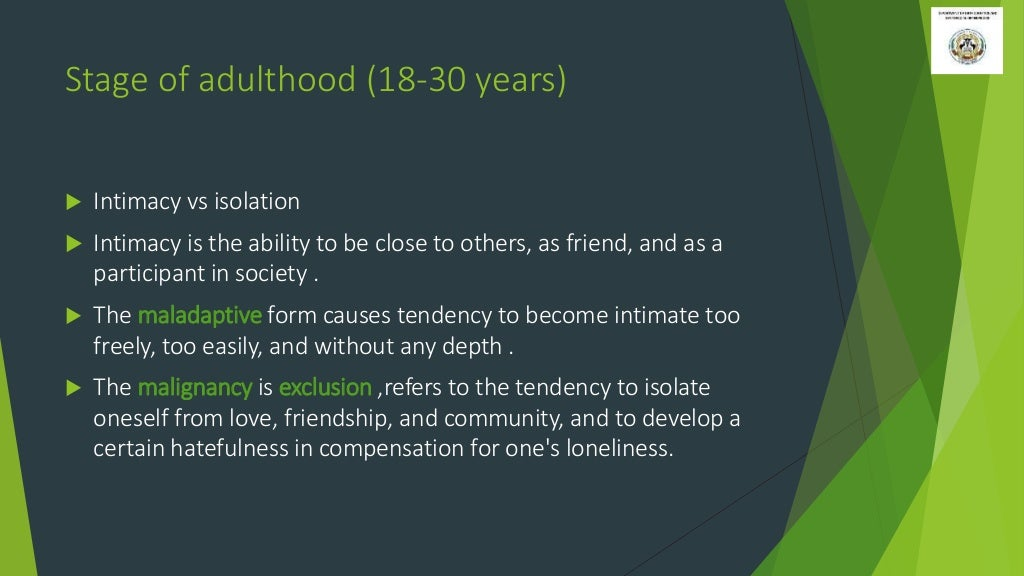 Stage of adulthood (18-30 years)
Intimacy vs isolation
Intimacy is the ability to be close to others, as friend, and as a
participant in society .
The maladaptive form causes tendency to become intimate too
freely, too easily, and without any depth .
The malignancy is exclusion ,refers to the tendency to isolate
oneself from love, friendship, and community, and to develop a
certain hatefulness in compensation for one's loneliness.